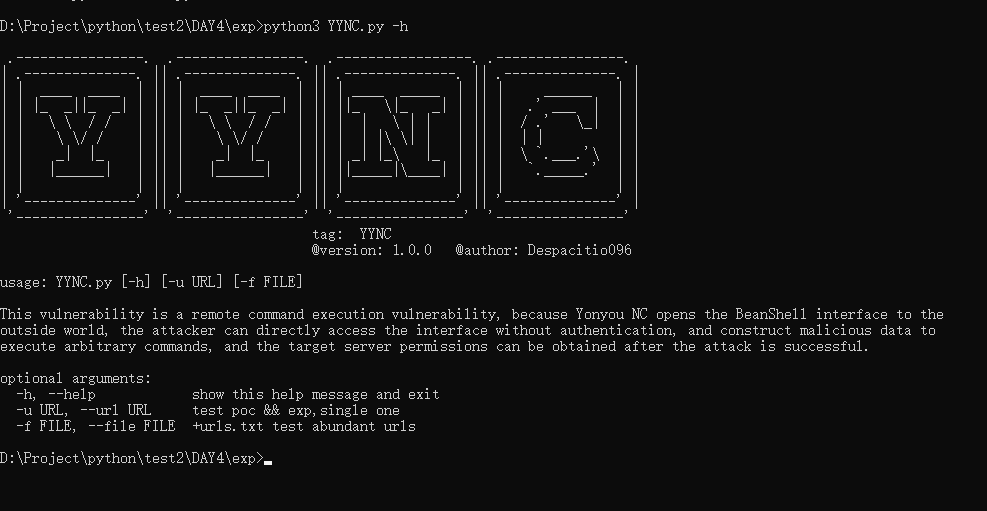 D:\Project\python\test2\DAY4\exp>python3 YYNC.py -h
YYNC
tag:  YYNC
@version: 1.0.0   @author: Despacitio096
usage: YYNC.py [-h] [-u URL] [-f FILE]
This vulnerability is a remote command execution vulnerability, because Yonyou NC opens the BeanShell interface to the
outside world, the attacker can directly access the interface without authentication, and construct malicious data to
execute arbitrary commands, and the target server permissions can be obtained after the attack is successful.
optional arguments:
  -h, --help            show this help message and exit
  -u URL, --url URL     test poc && exp,single one
  -f FILE, --file FILE  +urls.txt test abundant urls
D:\Project\python\test2\DAY4\exp>